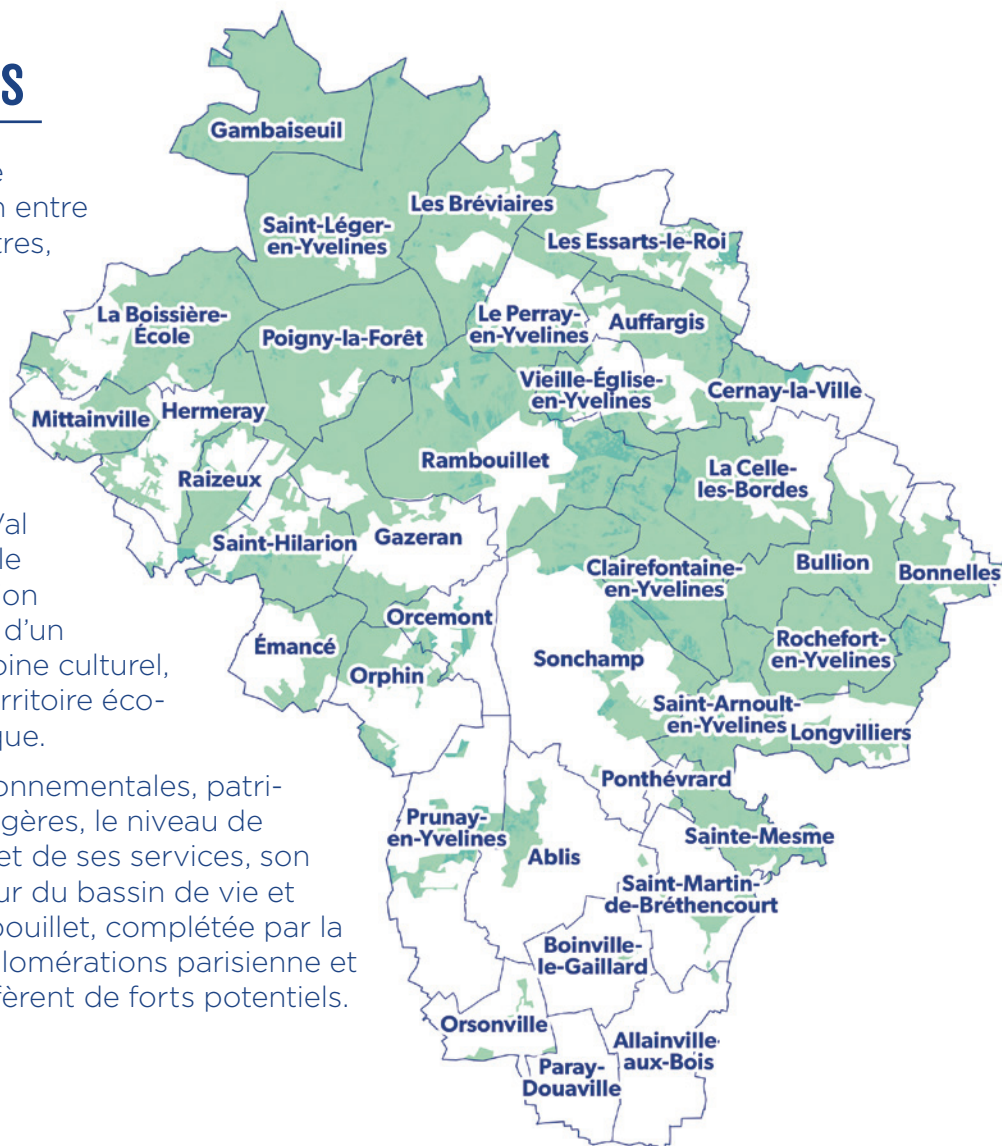 S
e
n entre
tres,
Val
le
on
d'un
oine culturel,
rritoire éco-
que.
onnementales, patri-
gères, le niveau de
et de ses services, son
ur du bassin de vie et
bouillet, complétée par la
lomérations parisienne et
fèrent de forts potentiels.
Gambaiseuil
Les Bréviaires
Saint-Léger-
en-Yvelines
Les Essarts-le-Roi
La Boissière-
École
Poigny-la-Forêt
Le Perray-
en-Yvelines
Auffargis
Vieille-Église-
en-Yvelines
Cernay-la-Ville
Mittainville
Hermeray
Raizeux
Rambouillet
La Celle-
les-Bordes
Saint-Hilarion
Gazeran
Clairefontaine-
en-Yvelines
Bullion
Bonnelles
Émancé
Orcemont
Orphin
Sonchamp
Rochefort-
en-Yvelines
Saint-Arnoult-
en-Yvelines
Longvilliers
Ponthévrard
Prunay-
en-Yvelines
Ablis
Sainte-Mesme
Saint-Martin-
de-Bréthencourt
Boinville-
le-Gaillard
Orsonville
Allainville-
aux-Bois
Paray-
Douaville